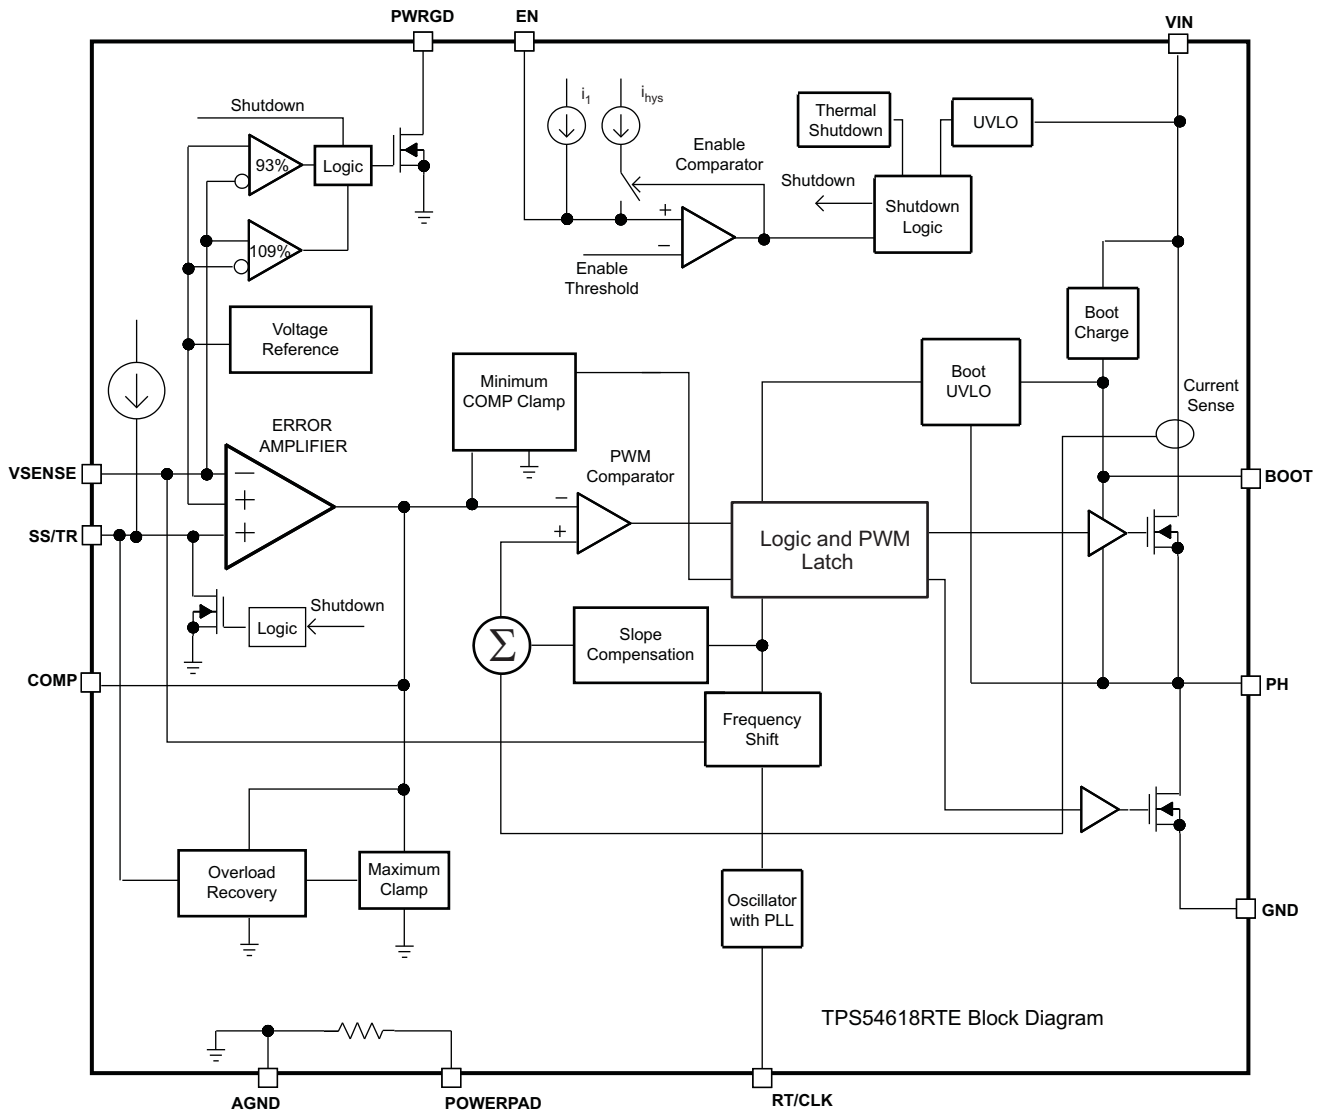 PWRGD
EN
VIN
Shutdown
93%
Logic
109%
i1
ihys
Enable
Comparator
+
−
Enable
Threshold
Thermal
Shutdown
UVLO
Shutdown
Shutdown
Logic
Voltage
Reference
Boot
Charge
Minimum
COMP Clamp
Boot
UVLO
Current
Sense
ERROR
AMPLIFIER
VSENSE
−
+
+
SS/TR
PWM
Comparator
−
+
BOOT
Logic and PWM
Latch
Shutdown
Logic
Σ
Slope
Compensation
COMP
PH
Frequency
Shift
Overload
Recovery
Maximum
Clamp
Oscillator
with PLL
GND
TPS54618RTE Block Diagram
AGND
POWERPAD
RT/CLK